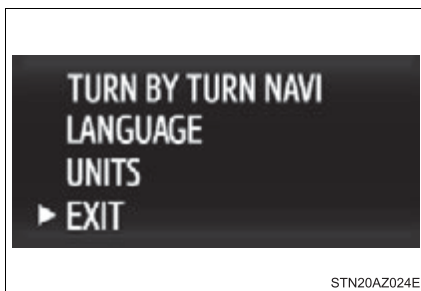 TURN BY TURN NAVI
LANGUAGE
UNITS
EXIT
STN20AZ024E